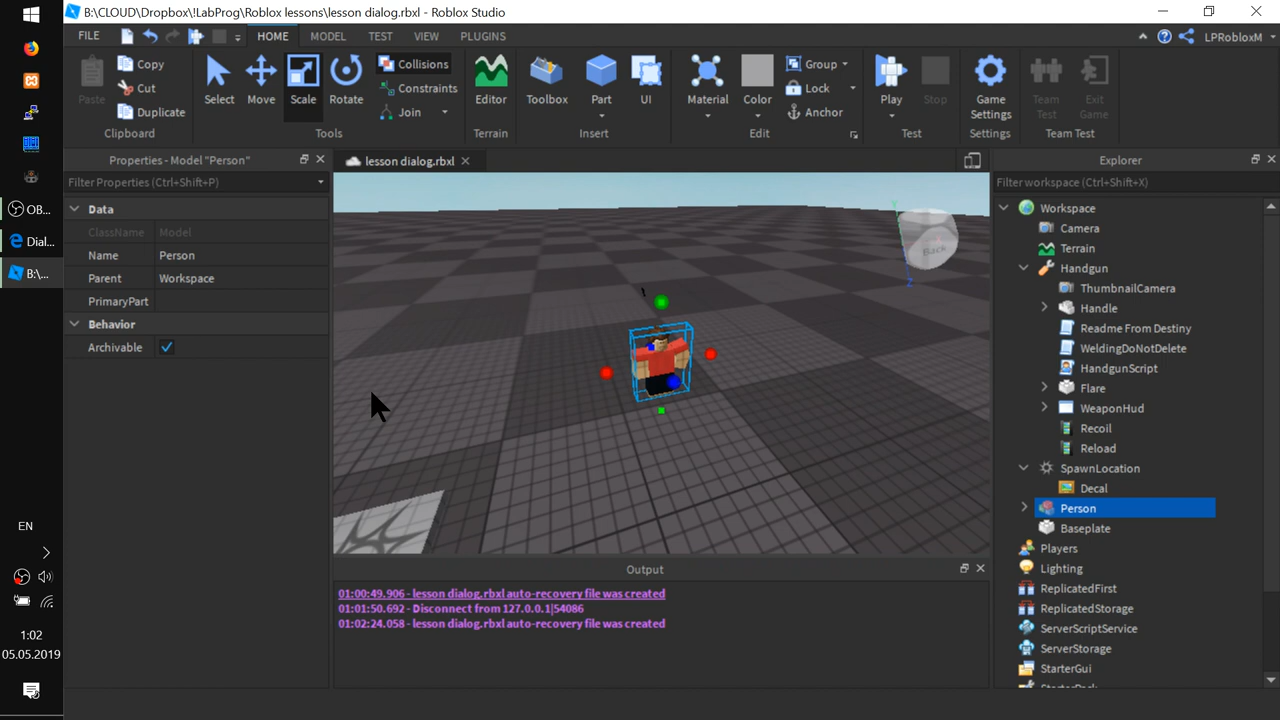 B:\CLOUD\Dropbox\!LabProg\Roblox lessons\lesson dialog.rbxl - Roblox Studio
FILE HOME MODEL TEST VIEW PLUGINS LPRobloxM
Paste Copy Cut Duplicate
Clipboard
Select Move Scale Rotate Collisions Constraints Join
Tools
Editor
Terrain
Toolbox Part UI
Insert
Material Color Group Lock Anchor
Edit
Play Stop
Test
Game Settings
Settings
Team Test Exit Game
Team Test
Properties - Model "Person"
Filter Properties (Ctrl+Shift+P)
Data
ClassName Model
Name Person
Parent Workspace
PrimaryPart
Behavior
Archivable
lesson dialog.rbxl
Back
Output
01:00:49.906 - lesson dialog.rbxl auto-recovery file was created
01:01:50.692 - Disconnect from 127.0.0.1|54086
01:02:24.058 - lesson dialog.rbxl auto-recovery file was created
Explorer
Filter workspace (Ctrl+Shift+X)
Workspace
Camera
Terrain
Handgun
ThumbnailCamera
Handle
Readme From Destiny
WeldingDoNotDelete
HandgunScript
Flare
WeaponHud
Recoil
Reload
SpawnLocation
Decal
Person
Baseplate
Players
Lighting
ReplicatedFirst
ReplicatedStorage
ServerScriptService
ServerStorage
StarterGui
OB...
Dial...
B:\...
EN
1:02
05.05.2019